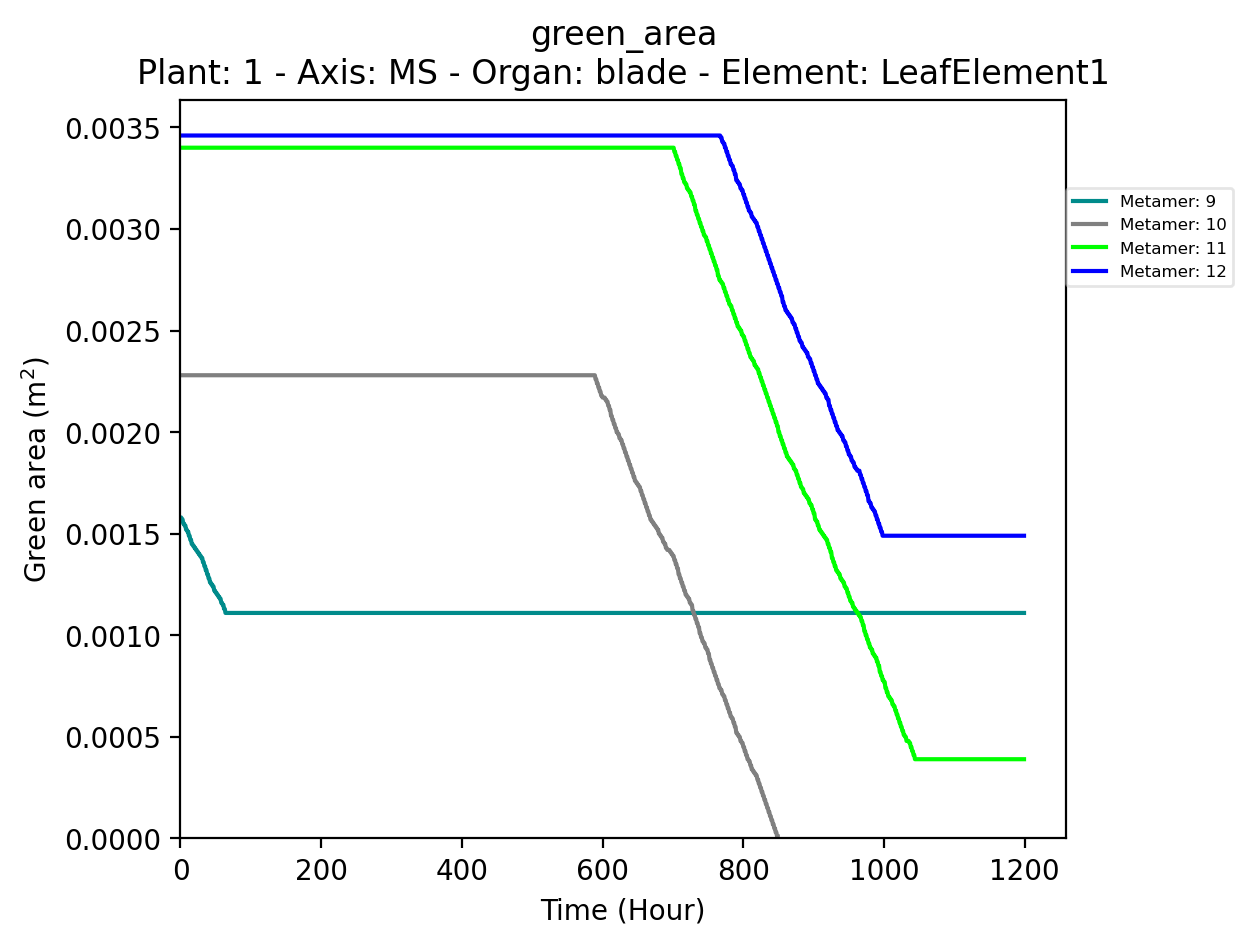 green_area
Plant: 1 - Axis: MS - Organ: blade - Element: LeafElement1
0.0035
0.0030
0.0025
0.0020
0.0015
0.0010
0.0005
0.0000
Green area (m²)
0 200 400 600 800 1000 1200
Time (Hour)
Metamer: 9
Metamer: 10
Metamer: 11
Metamer: 12